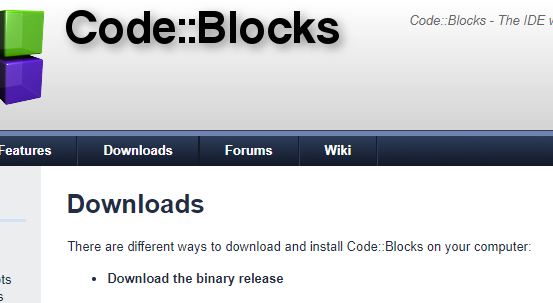 Code::Blocks
Code::Blocks - The IDE
Features
Downloads
Forums
Wiki
Downloads
There are different ways to download and install Code::Blocks on your computer:
Download the binary release